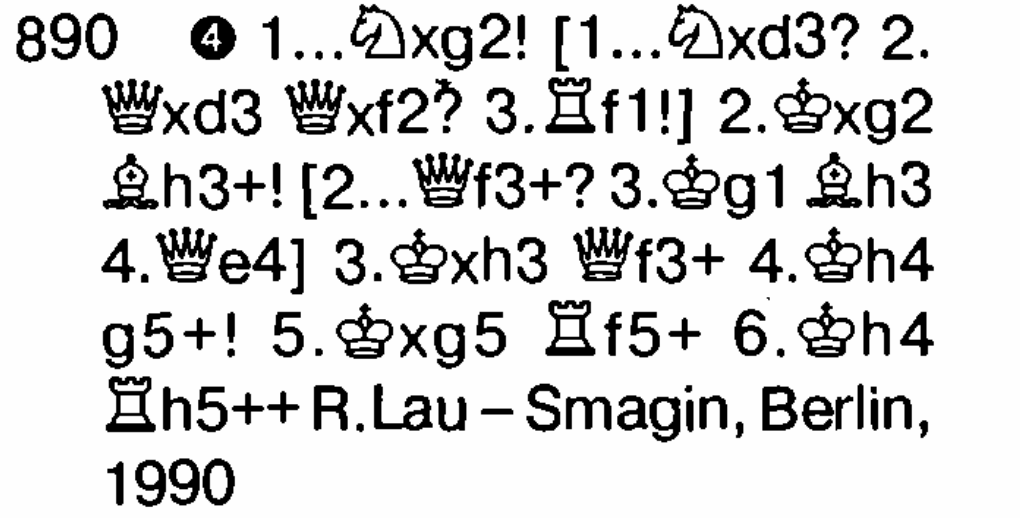 890 ❹ 1...♘xg2! [1...♘xd3? 2.
♕xd3 ♕xf2? 3.♖f1!] 2.♔xg2
♗h3+! [2...♕f3+? 3.♔g1 ♗h3
4.♕e4] 3.♔xh3 ♕f3+ 4.♔h4
g5+! 5.♔xg5 ♖f5+ 6.♔h4
♖h5++ R.Lau – Smagin, Berlin,
1990